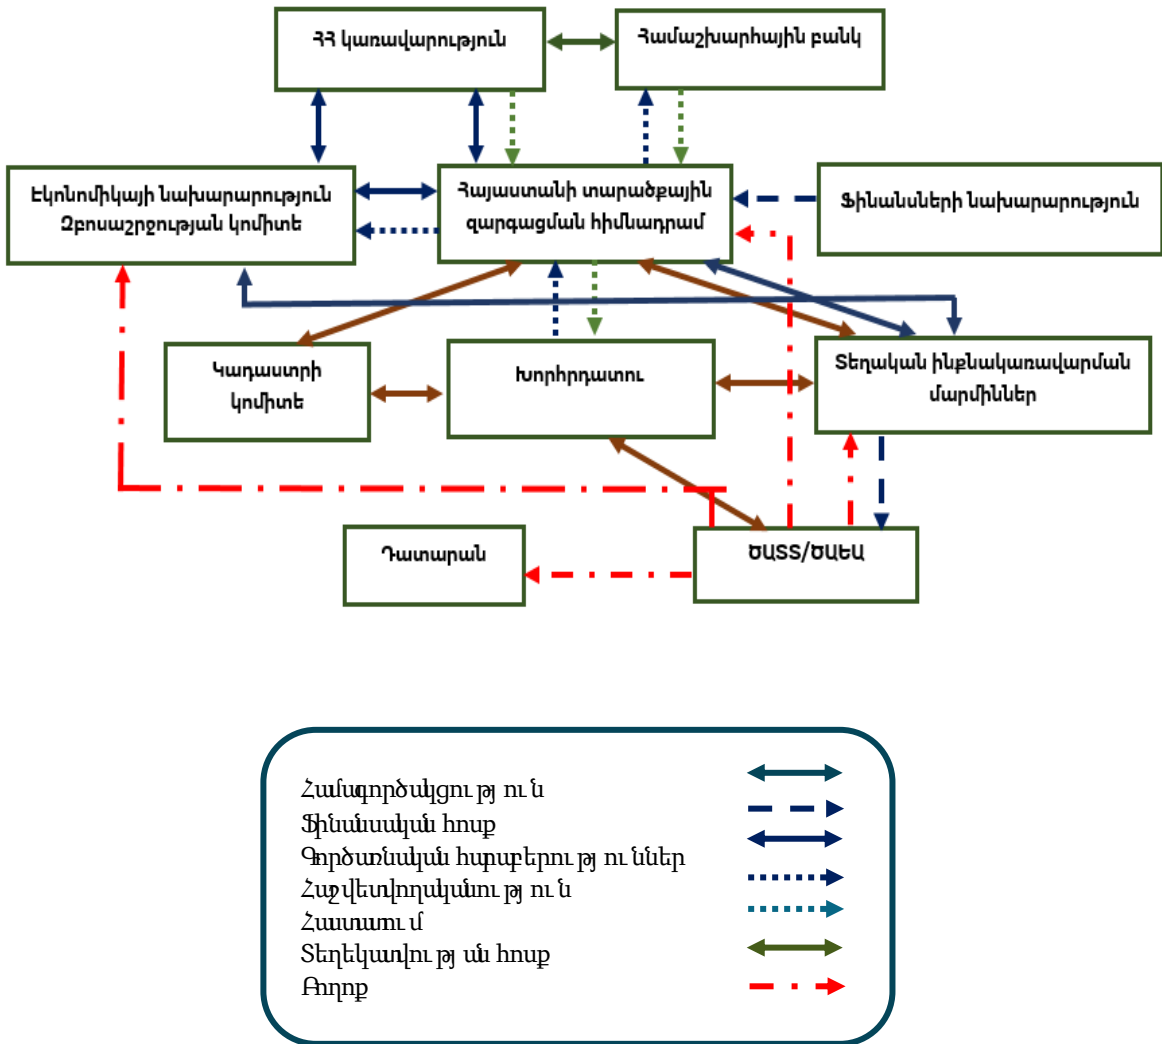 ՀՀ կառավարություն
Համաշխարհային բանկ
Էկոնոմիկայի նախարարություն
Զբոսաշրջության կոմիտե
Հայաստանի տարածքային
զարգացման հիմնադրամ
Ֆինանսների նախարարություն
Կադաստրի
կոմիտե
Խորհրդատու
Տեղական ինքնակառավարման
մարմիններ
Դատարան
ԾԱՏՏ/ԾԱԵԱ
Համագործակցություն
Ֆինանսական հոսք
Գործառնական հարաբերություններ
Հաշվետվողականություն
Հաստատում
Տեղեկատվության հոսք
Բողոք